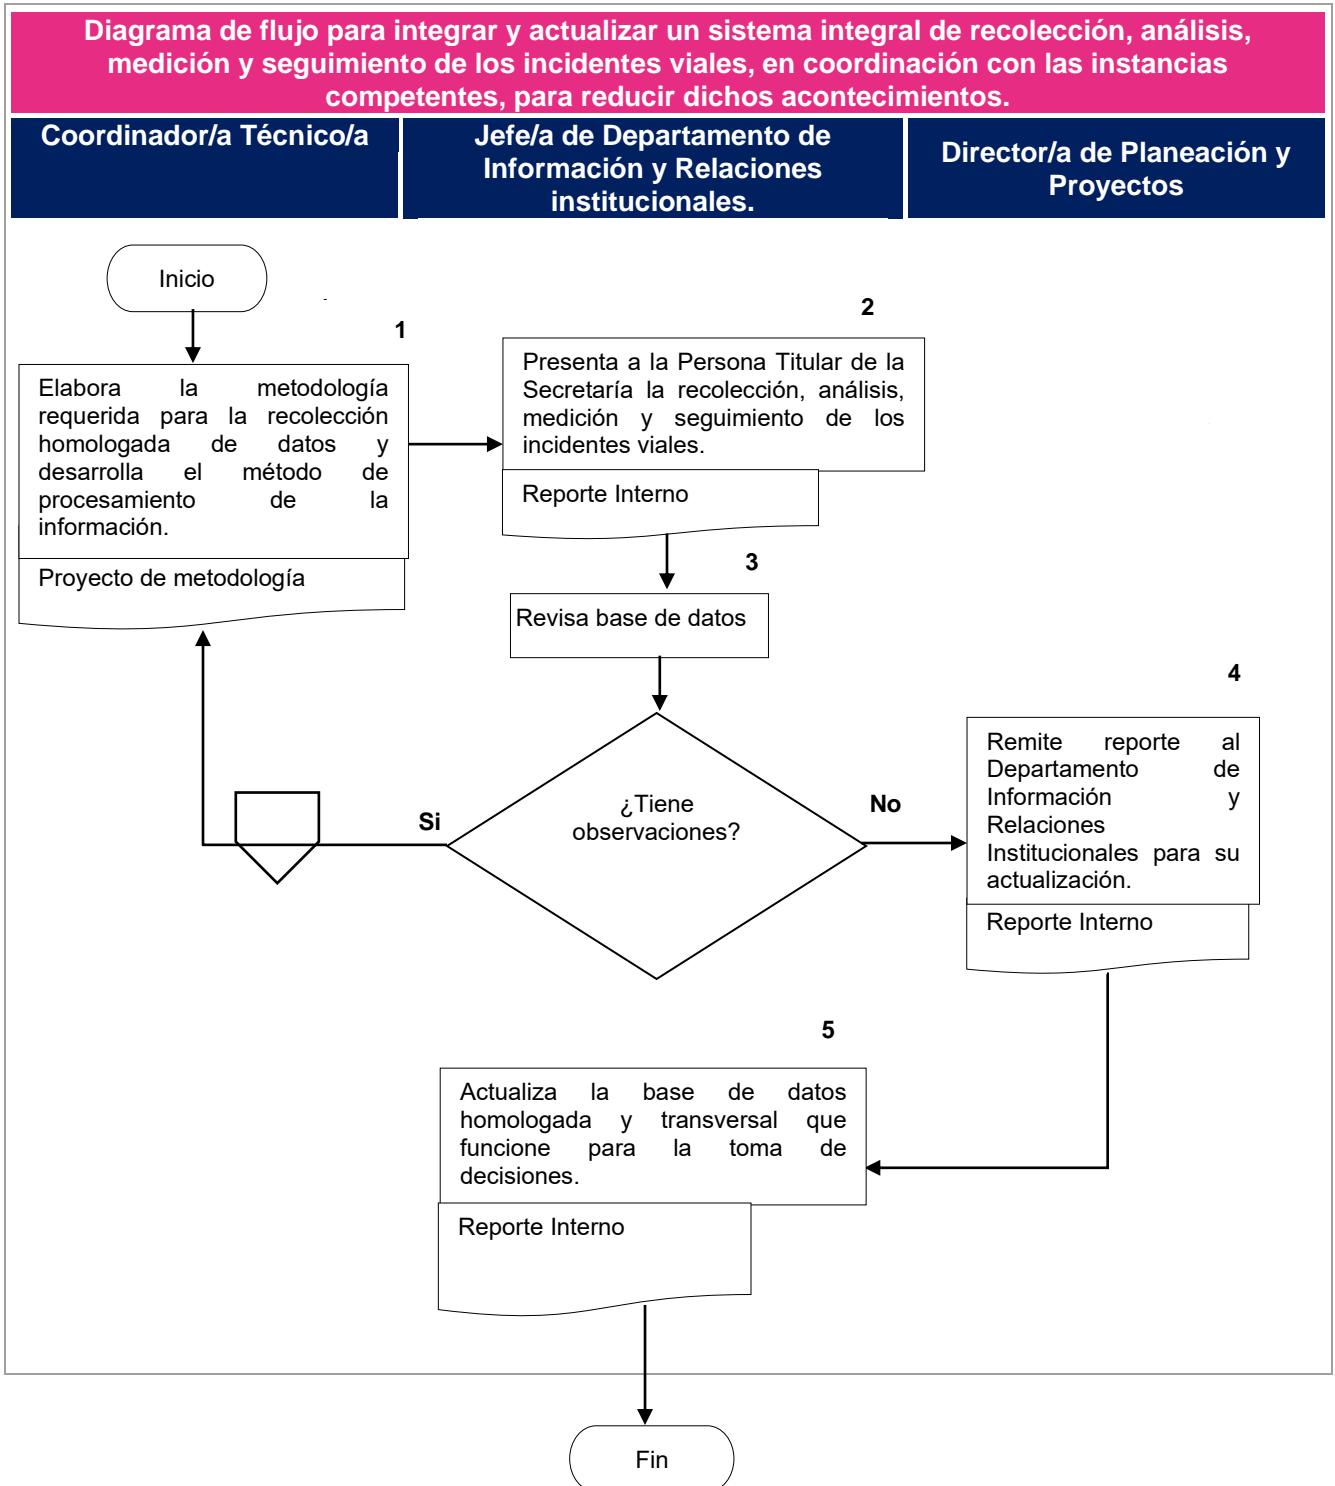 Diagrama de flujo para integrar y actualizar un sistema integral de recolección, análisis,
medición y seguimiento de los incidentes viales, en coordinación con las instancias
competentes, para reducir dichos acontecimientos.
Coordinador/a Técnico/a
Jefe/a de Departamento de
Información y Relaciones
institucionales.
Director/a de Planeación y
Proyectos
Inicio
1
Elabora la metodología
requerida para la recolección
homologada de datos y
desarrolla el método de
procesamiento de la
información.
Proyecto de metodología
2
Presenta a la Persona Titular de la
Secretaría la recolección, análisis,
medición y seguimiento de los
incidentes viales.
Reporte Interno
3
Revisa base de datos
¿Tiene
observaciones?
Si
No
4
Remite reporte al
Departamento de
Información y
Relaciones
Institucionales para su
actualización.
Reporte Interno
5
Actualiza la base de datos
homologada y transversal que
funcione para la toma de
decisiones.
Reporte Interno
Fin